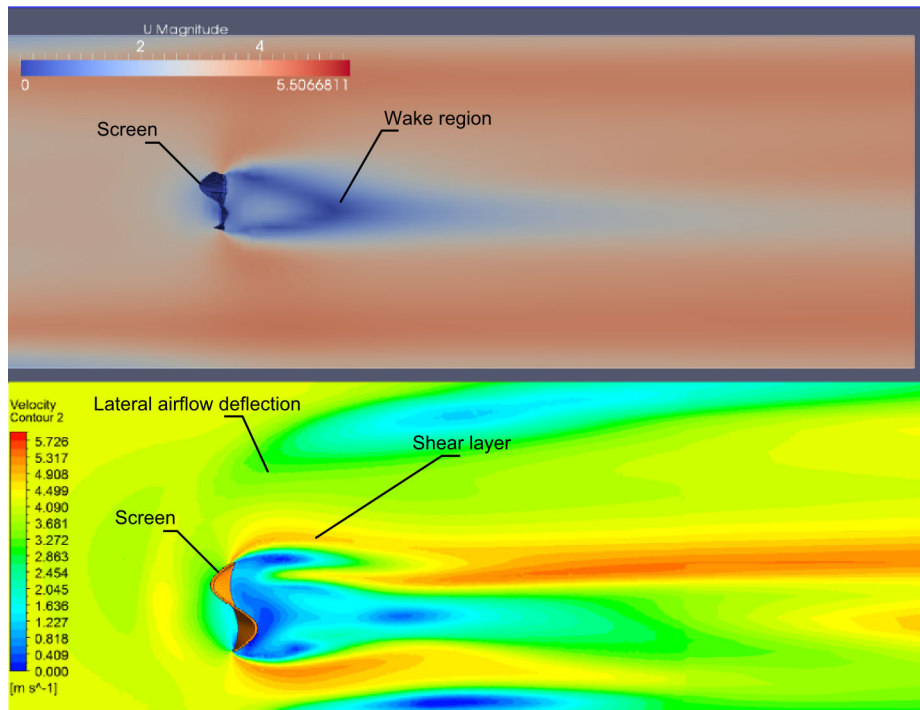 U Magnitude
2 4
0 5.5066811
Screen
Wake region
Velocity
Contour 2
5.726
5.317
4.908
4.499
4.090
3.681
3.272
2.863
2.454
2.045
1.636
1.227
0.818
0.409
0.000
[m s^-1]
Lateral airflow deflection
Shear layer
Screen